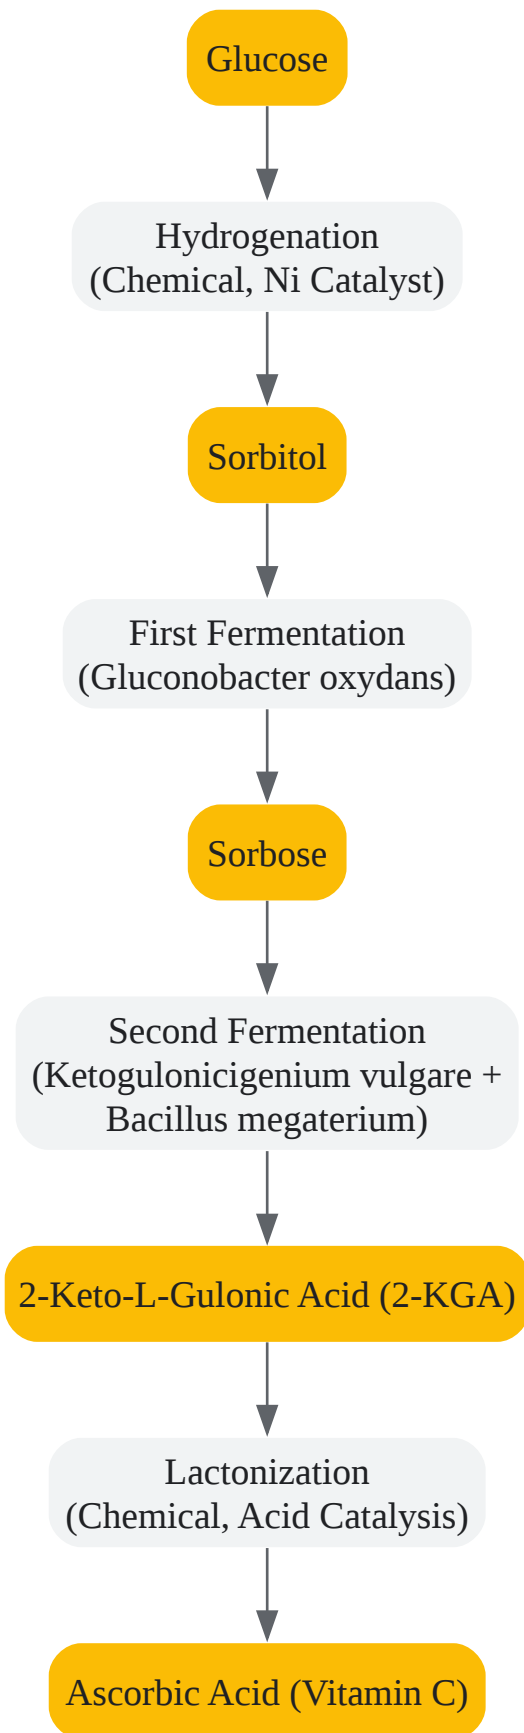 Glucose
Hydrogenation
(Chemical, Ni Catalyst)
Sorbitol
First Fermentation
(Gluconobacter oxydans)
Sorbose
Second Fermentation
(Ketogulonicigenium vulgare +
Bacillus megaterium)
2-Keto-L-Gulonic Acid (2-KGA)
Lactonization
(Chemical, Acid Catalysis)
Ascorbic Acid (Vitamin C)